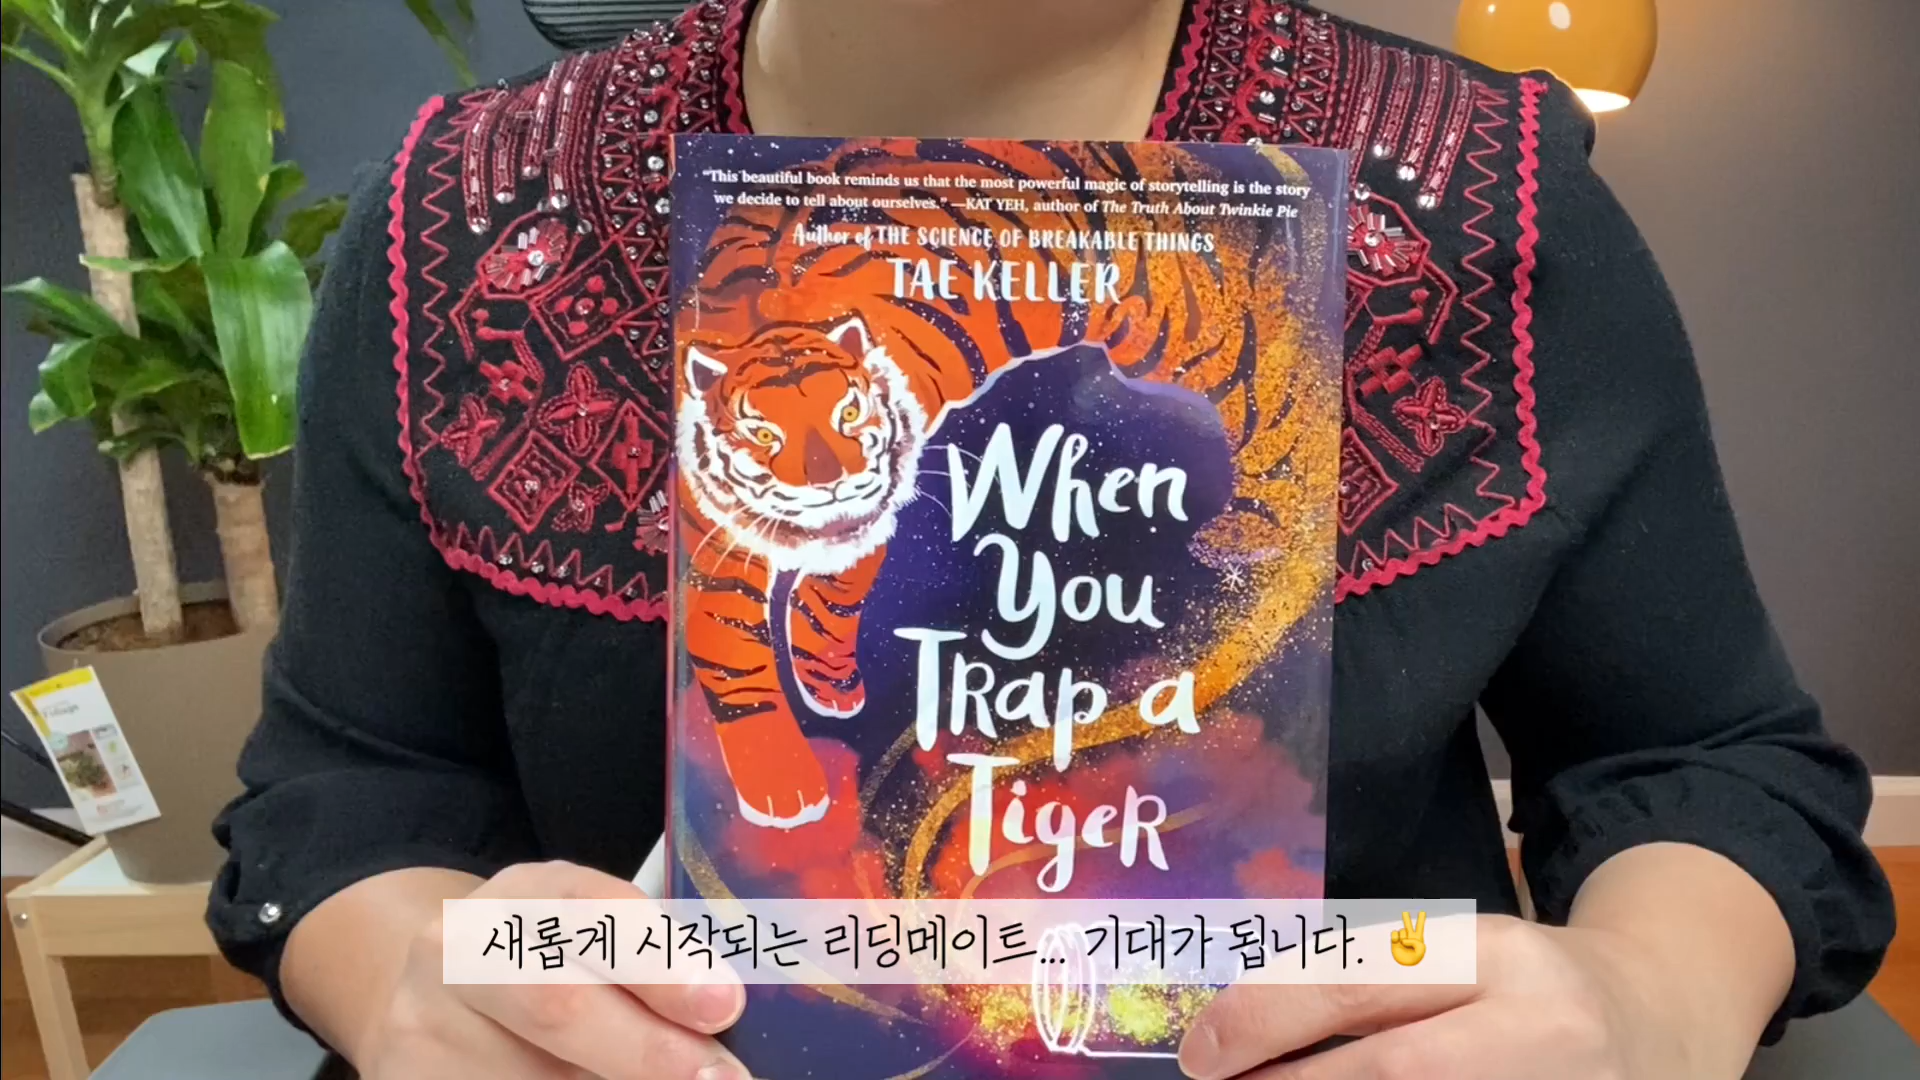 “This beautiful book reminds us that the most powerful magic of storytelling is the story
we decide to tell about ourselves.” —KAT YEH, author of The Truth About Twinkie Pie
Author of THE SCIENCE OF BREAKABLE THINGS
TAE KELLER
When
You
TRap a
TigeR
새롭게 시작되는 리딩메이트... 기대가 됩니다. ✌️